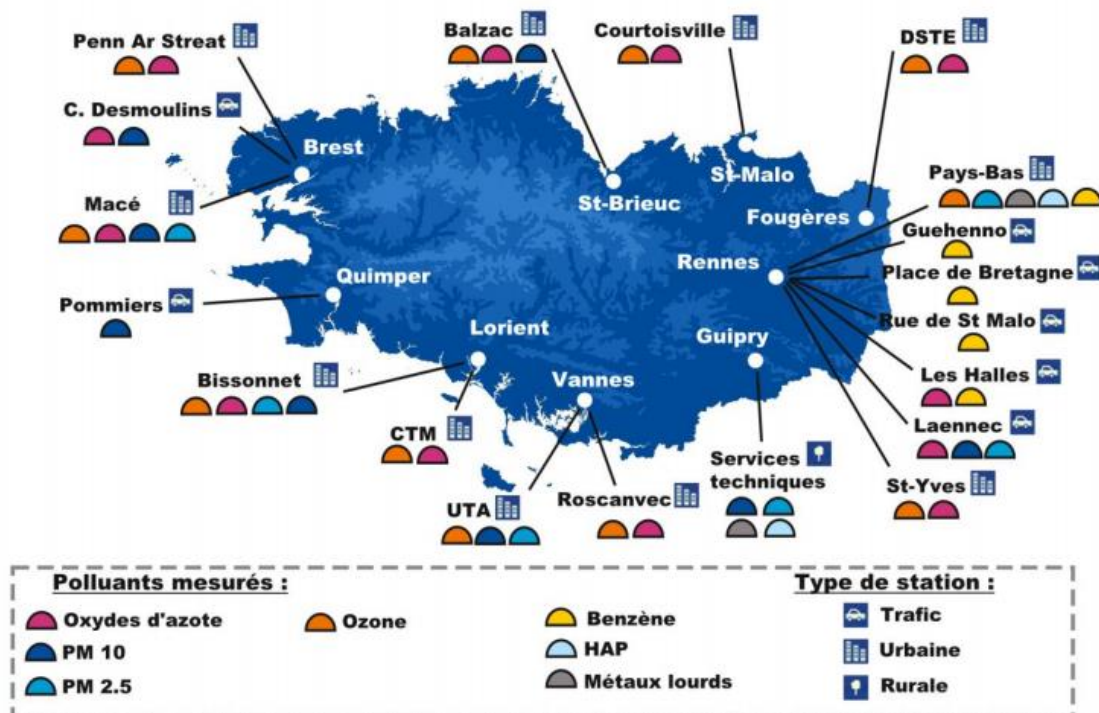 Penn Ar Streat
Balzac
Courtoisville
DSTE
C. Desmoulins
Brest
St-Malo
Pays-Bas
Macé
St-Brieuc
Fougères
Guehenno
Rennes
Place de Bretagne
Quimper
Pommiers
Rue de St Malo
Lorient
Guipry
Bissonnet
Vannes
Les Halles
CTM
Laennec
Services
techniques
St-Yves
UTA
Roscanvec
Polluants mesurés :
Oxydes d'azote
Ozone
Benzène
PM 10
HAP
PM 2.5
Métaux lourds
Type de station :
Trafic
Urbaine
Rurale